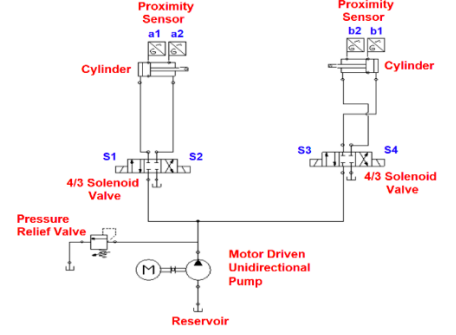 Proximity
Sensor
a1 a2
Cylinder
Proximity
Sensor
b2 b1
Cylinder
S1
S2
4/3 Solenoid
Valve
S3
S4
4/3 Solenoid
Valve
Pressure
Relief Valve
M
Motor Driven
Unidirectional
Pump
Reservoir